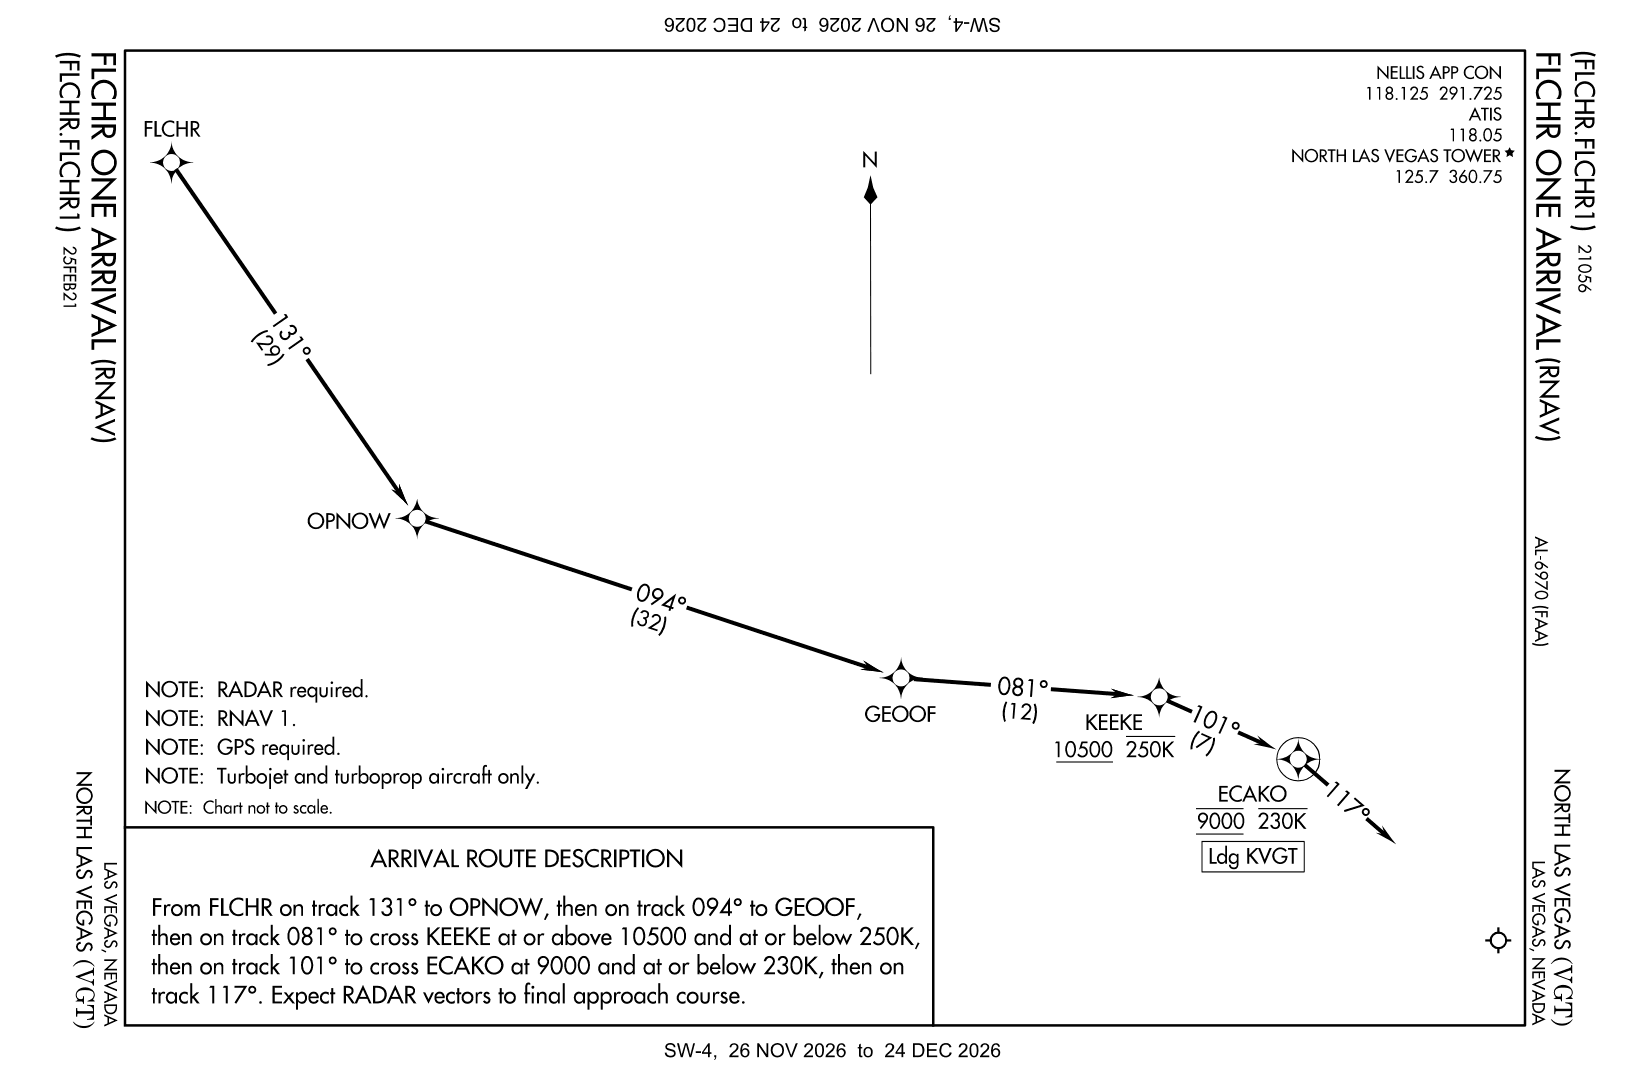 SW-4, 26 NOV 2026 to 24 DEC 2026
(FLCHR.FLCHR1) 25FEB21
FLCHR ONE ARRIVAL (RNAV)
NORTH LAS VEGAS (VGT)
LAS VEGAS, NEVADA
(FLCHR.FLCHR1) 21056
FLCHR ONE ARRIVAL (RNAV)
AL-6970 (FAA)
NORTH LAS VEGAS (VGT)
LAS VEGAS, NEVADA
NELLIS APP CON
118.125 291.725
ATIS
118.05
NORTH LAS VEGAS TOWER★
125.7 360.75
N
FLCHR
131°
(29)
OPNOW
094°
(32)
GEOOF
081°
(12)
KEEKE
10500 250K
101°
(7)
ECAKO
9000 230K
Ldg KVGT
117°
NOTE: RADAR required.
NOTE: RNAV 1.
NOTE: GPS required.
NOTE: Turbojet and turboprop aircraft only.
NOTE: Chart not to scale.
ARRIVAL ROUTE DESCRIPTION
From FLCHR on track 131° to OPNOW, then on track 094° to GEOOF,
then on track 081° to cross KEEKE at or above 10500 and at or below 250K,
then on track 101° to cross ECAKO at 9000 and at or below 230K, then on
track 117°. Expect RADAR vectors to final approach course.
SW-4, 26 NOV 2026 to 24 DEC 2026